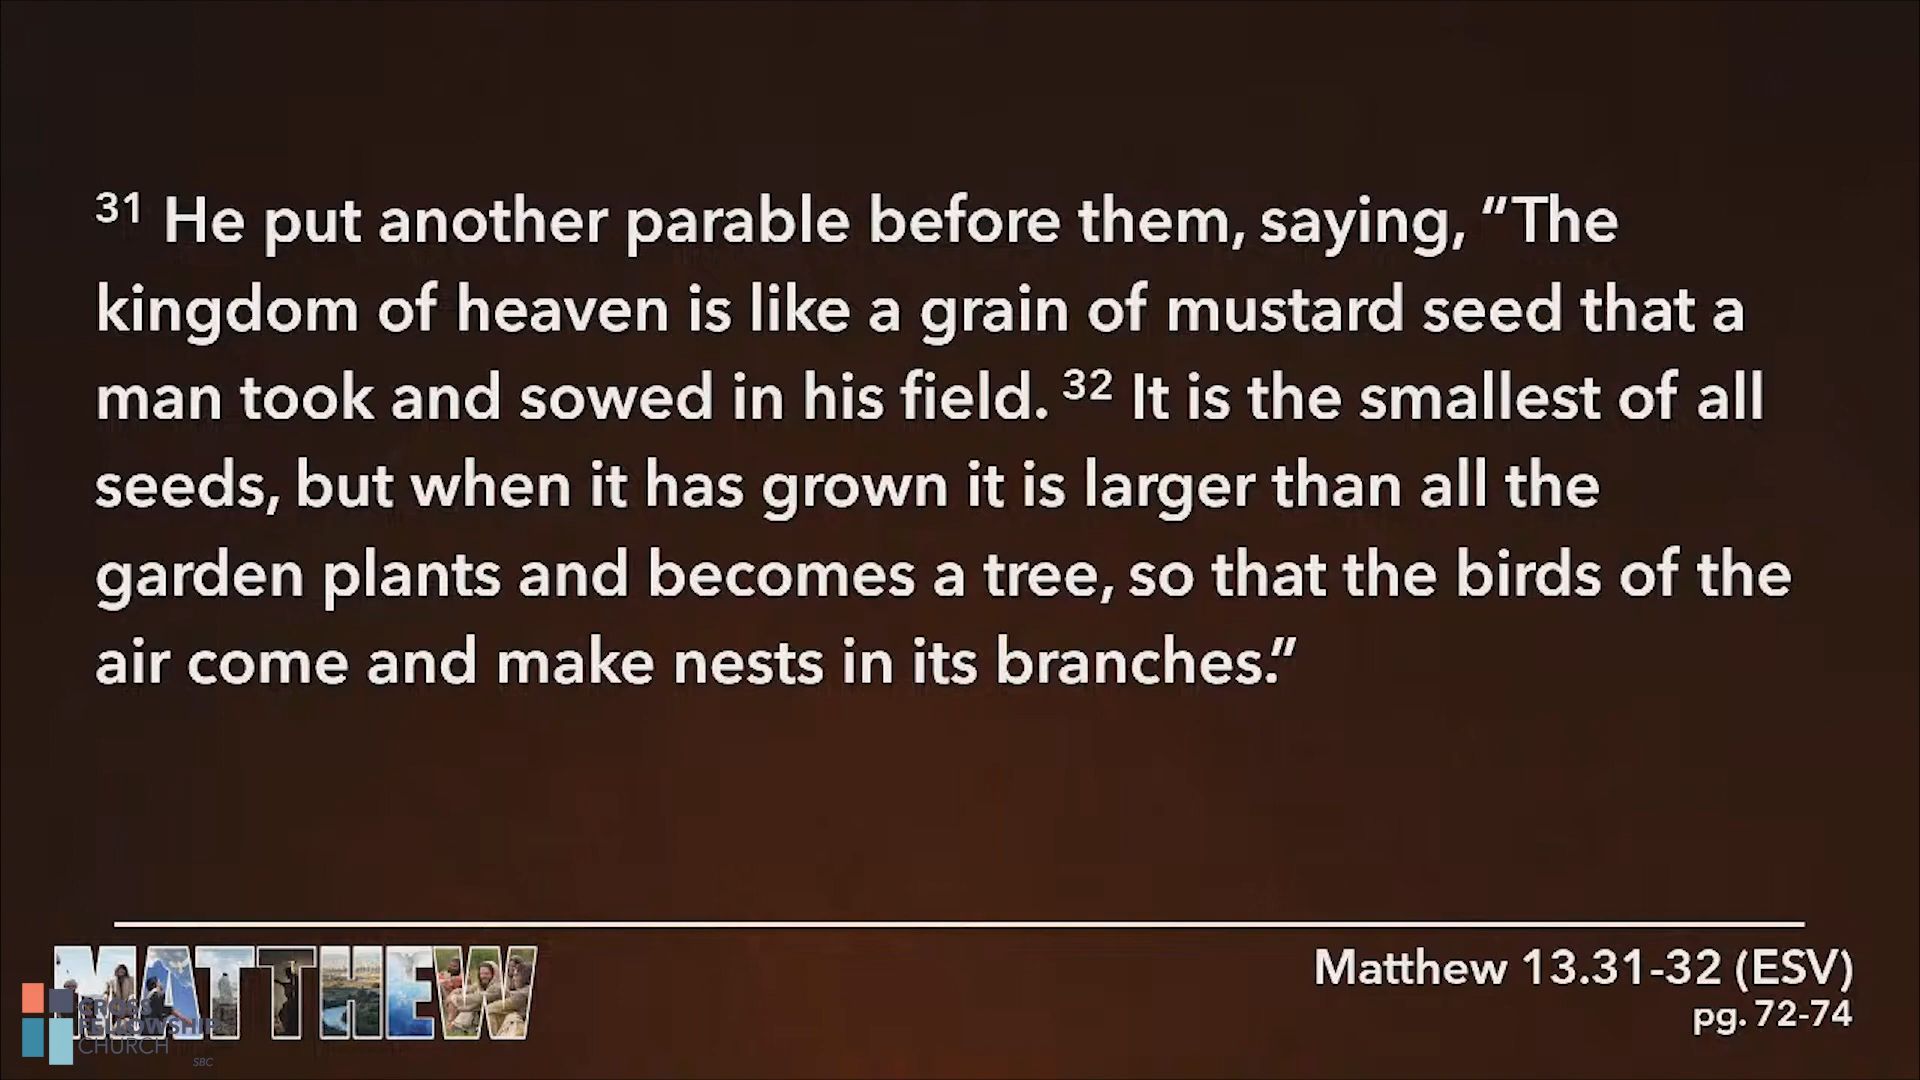 31 He put another parable before them, saying, “The
kingdom of heaven is like a grain of mustard seed that a
man took and sowed in his field. 32 It is the smallest of all
seeds, but when it has grown it is larger than all the
garden plants and becomes a tree, so that the birds of the
air come and make nests in its branches.”
MATTHEW
CROSS
FELLOWSHIP
CHURCH
SBC
Matthew 13.31-32 (ESV)
pg. 72-74